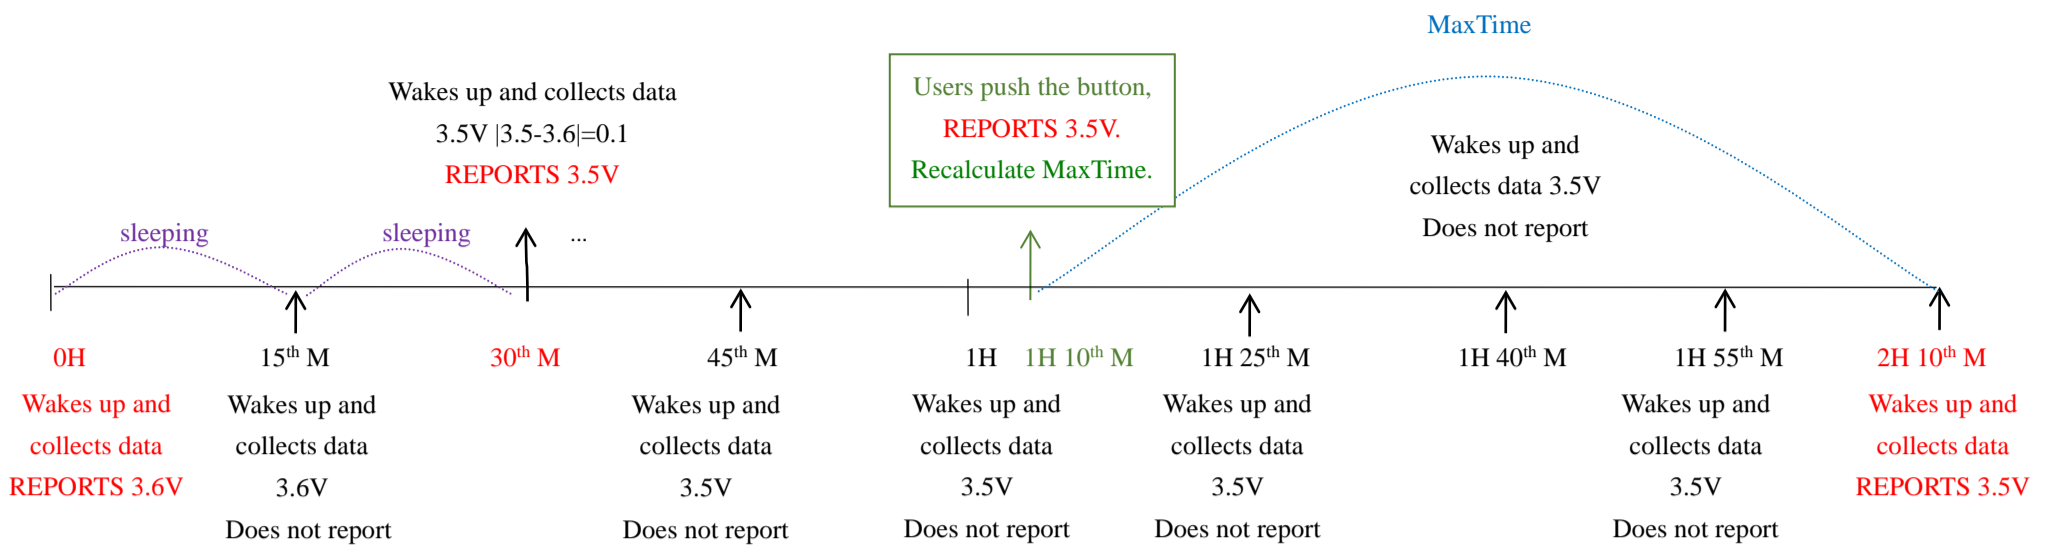 MaxTime
Wakes up and collects data
3.5V |3.5-3.6|=0.1
REPORTS 3.5V
Users push the button,
REPORTS 3.5V.
Recalculate MaxTime.
Wakes up and
collects data 3.5V
Does not report
sleeping
sleeping
...
0H
15th M
30th M
45th M
1H
1H 10th M
1H 25th M
1H 40th M
1H 55th M
2H 10th M
Wakes up and
collects data
REPORTS 3.6V
Wakes up and
collects data
3.6V
Does not report
Wakes up and
collects data
3.5V
Does not report
Wakes up and
collects data
3.5V
Does not report
Wakes up and
collects data
3.5V
Does not report
Wakes up and
collects data
3.5V
Does not report
Wakes up and
collects data
REPORTS 3.5V